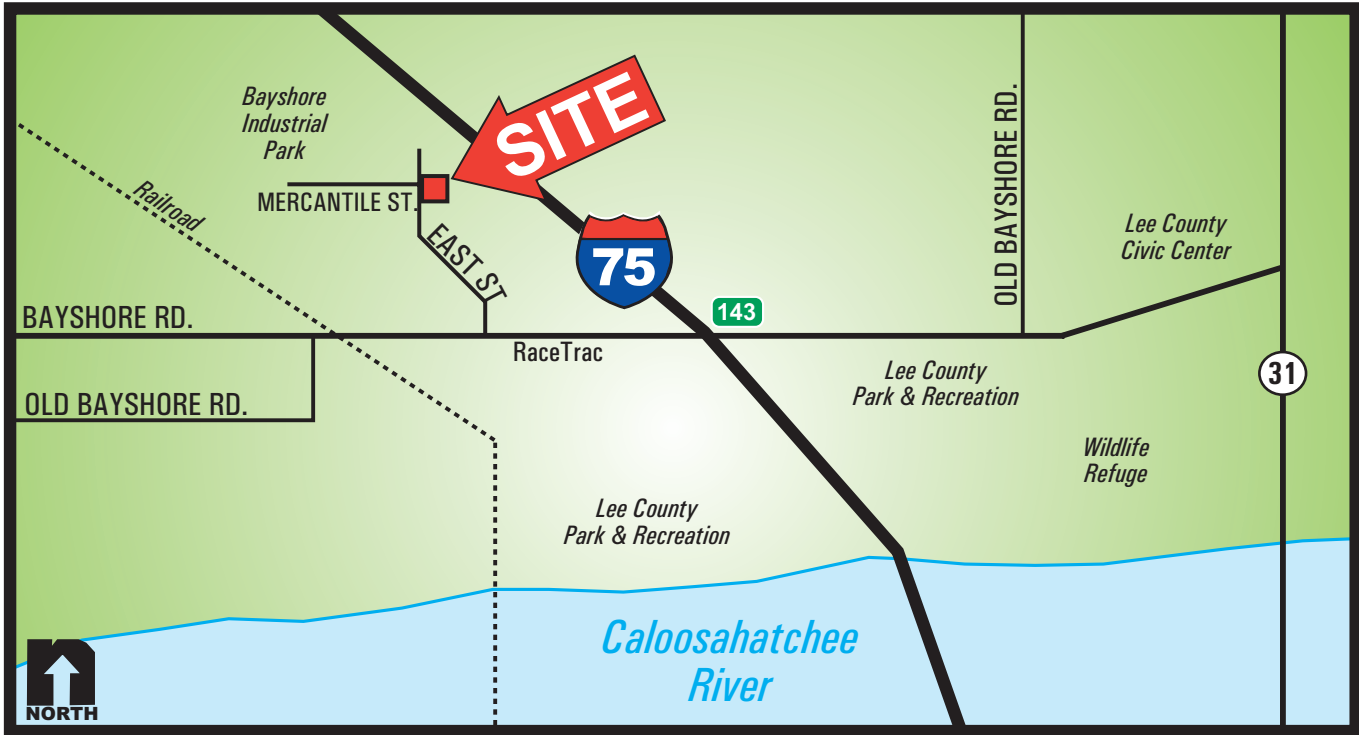 Bayshore
Industrial
Park
SITE
OLD BAYSHORE RD.
Railroad
MERCANTILE ST.
EAST ST
Lee County
Civic Center
75
143
BAYSHORE RD.
RaceTrac
Lee County
Park & Recreation
31
OLD BAYSHORE RD.
Wildlife
Refuge
Lee County
Park & Recreation
Caloosahatchee
River
n
NORTH